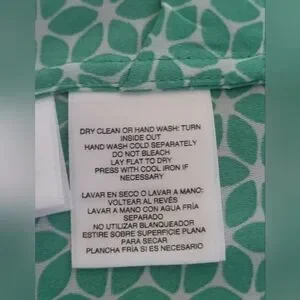 DRY CLEAN OR HAND WASH: TURN
INSIDE OUT
HAND WASH COLD SEPARATELY
DO NOT BLEACH
LAY FLAT TO DRY
PRESS WITH COOL IRON IF
NECESSARY
LAVAR EN SECO O LAVAR A MANO:
VOLTEAR AL REVÉS
LAVAR A MANO CON AGUA FRÍA
SEPARADO
NO UTILIZAR BLANQUEADOR
ESTIRE SOBRE SUPERFICIE PLANA
PARA SECAR
PLANCHA FRÍA SI ES NECESARIO